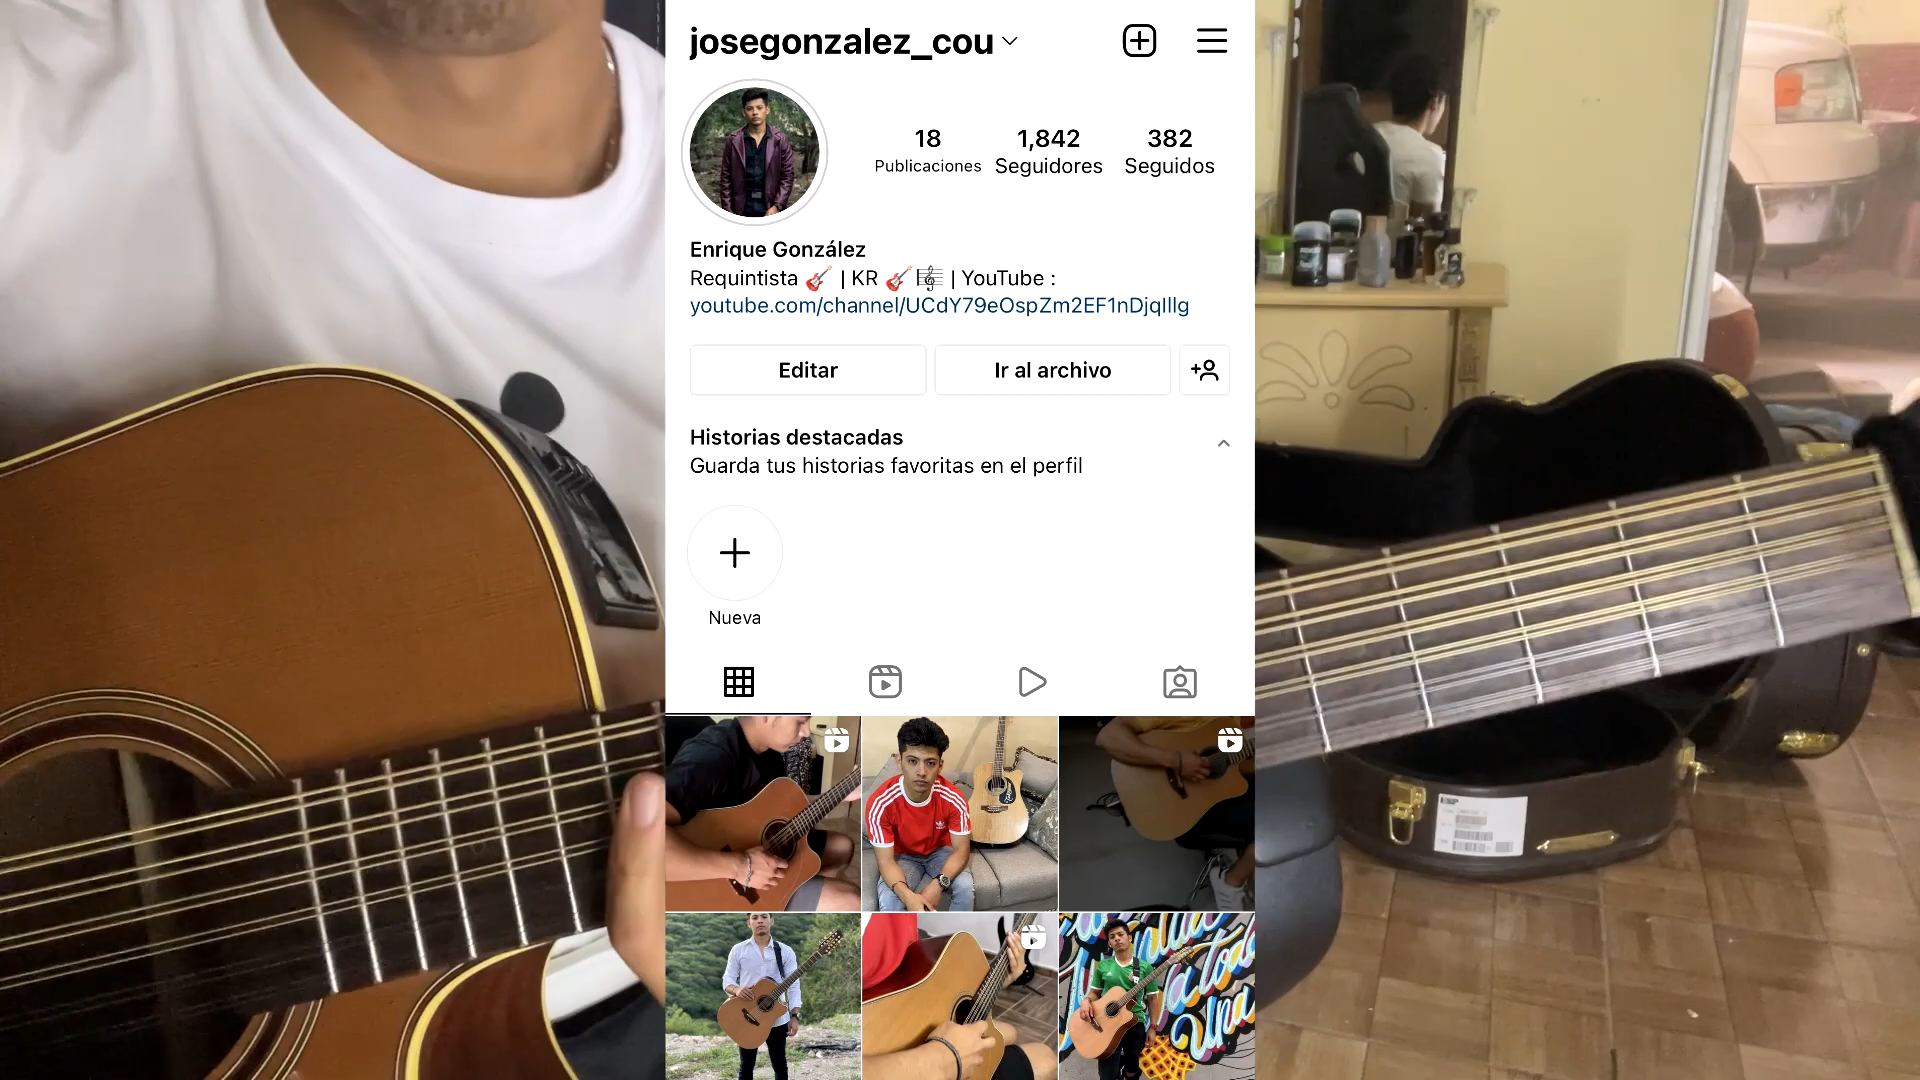 josegonzalez_cou
18 1,842 382
Publicaciones Seguidores Seguidos
Enrique González
Requintista 🎸 | KR 🎸 🎼 | YouTube :
youtube.com/channel/UCdY79eOspZm2EF1nDjqIllg
Editar Ir al archivo
Historias destacadas
Guarda tus historias favoritas en el perfil
Nueva